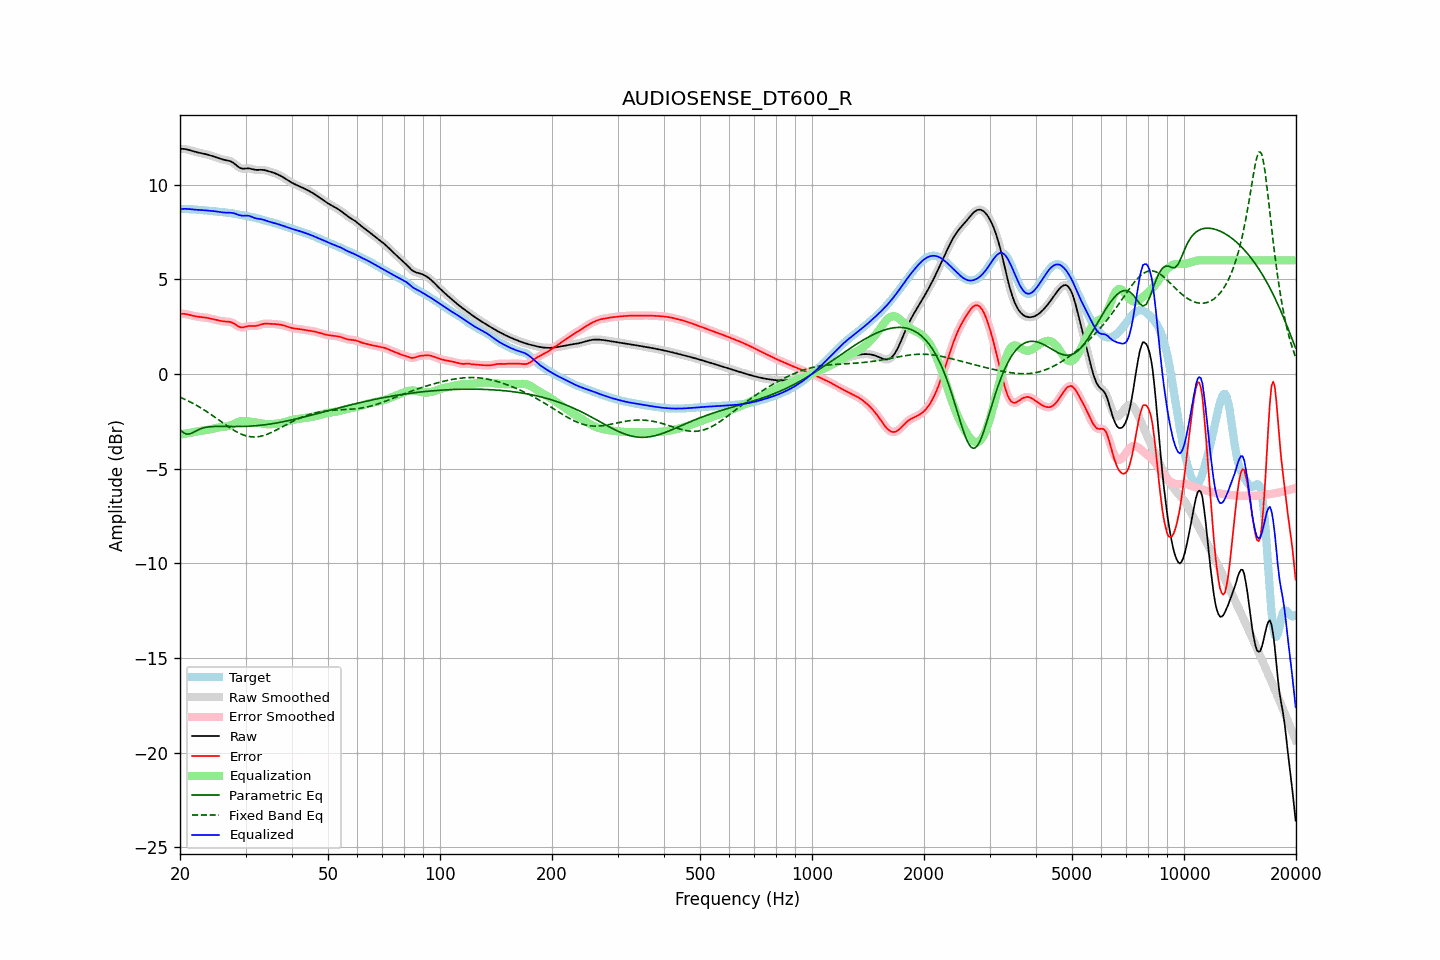 AUDIOSENSE_DT600_R
Amplitude (dBr)
10
5
0
−5
−10
−15
−20
−25
Target
Raw Smoothed
Error Smoothed
Raw
Error
Equalization
Parametric Eq
Fixed Band Eq
Equalized
20 50 100 200 500 1000 2000 5000 10000 20000
Frequency (Hz)